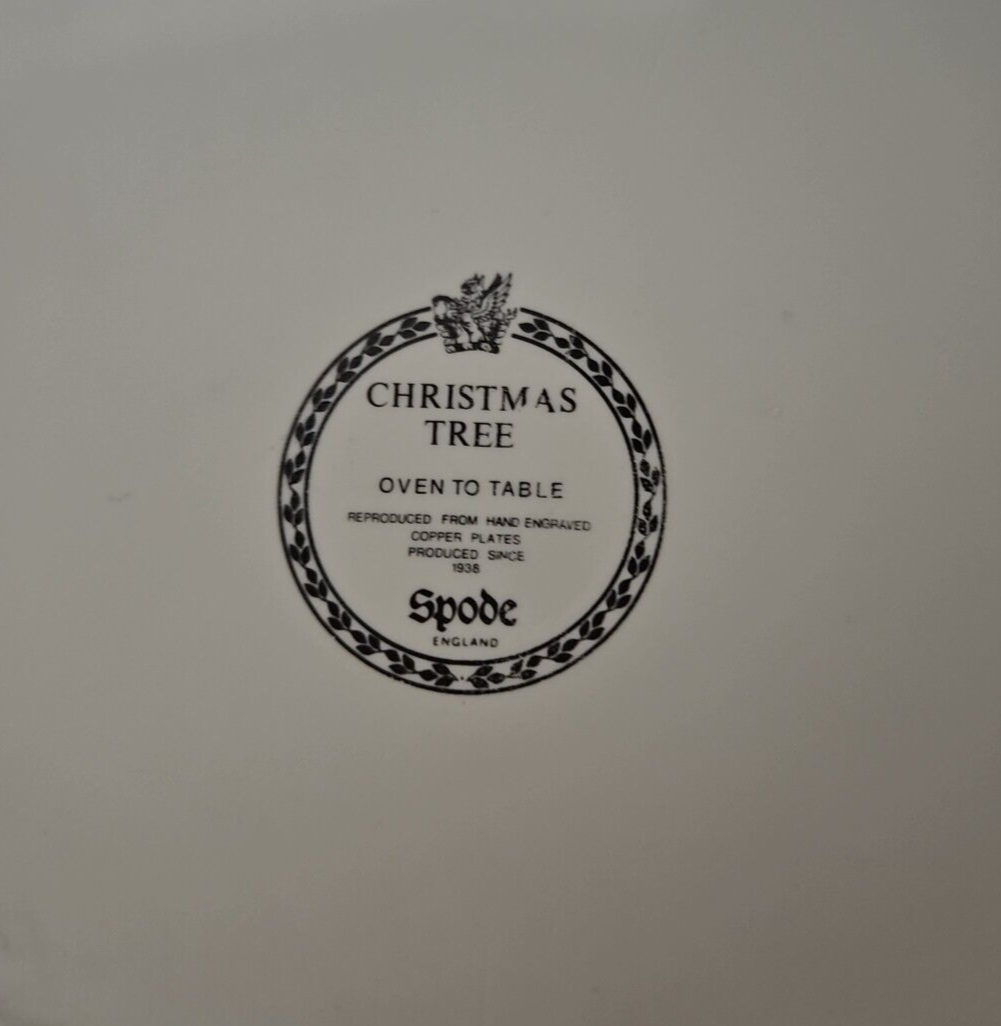 CHRISTMAS
TREE
OVEN TO TABLE
REPRODUCED FROM HAND ENGRAVED
COPPER PLATES
PRODUCED SINCE
1938
Spode
ENGLAND